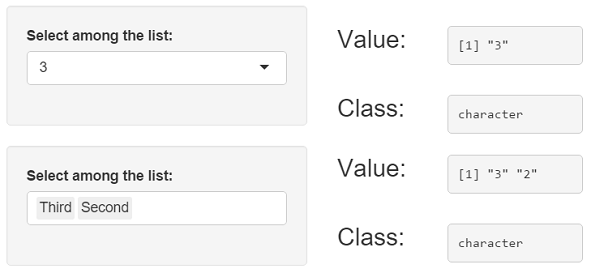 Select among the list:
3
Value:
[1] "3"
Class:
character
Select among the list:
Third Second
Value:
[1] "3" "2"
Class:
character